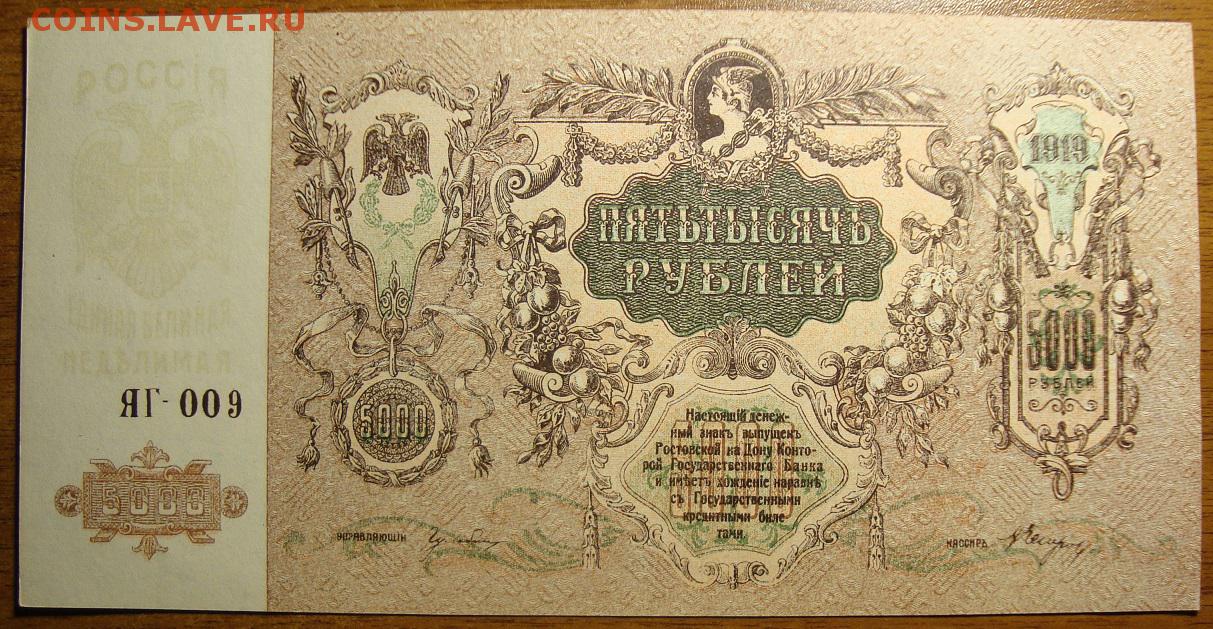 COINS.LAVE.RU
РОССІЯ
ЕДИНАЯ ВЕЛИКАЯ
НЕДѢЛИМАЯ
ЯГ-009
5000
5000
ПЯТЬТЫСЯЧЪ
РУБЛЕЙ
Настоящій денеж-
ный знакъ выпущенъ
Ростовской на Дону Конто-
рой Государственнаго Банка
и имѣетъ хожденіе наравнѣ
съ Государственными
кредитными биле
тами.
УПРАВЛЯЮЩІЙ
КАССИРЪ
1919
5000
РУБЛЕЙ